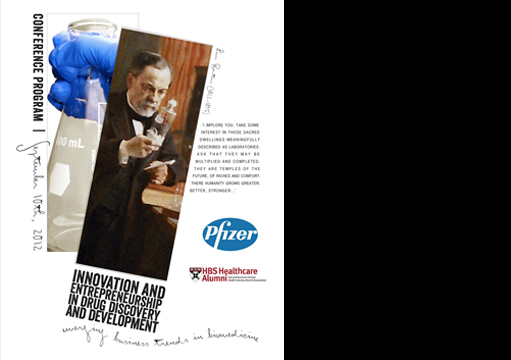 CONFERENCE PROGRAM | September 10th, 2012
00 mL
"I IMPLORE YOU, TAKE SOME
INTEREST IN THOSE SACRED
DWELLINGS MEANINGFULLY
DESCRIBED AS LABORATORIES.
ASK THAT THEY MAY BE
MULTIPLIED AND COMPLETED.
THEY ARE TEMPLES OF THE
FUTURE, OF RICHES AND COMFORT.
THERE HUMANITY GROWS GREATER,
BETTER, STRONGER..."
Pfizer
HBS Healthcare
Alumni
INNOVATION AND
ENTREPRENEURSHIP
IN DRUG DISCOVERY
AND DEVELOPMENT
emerging business trends in biomedicine